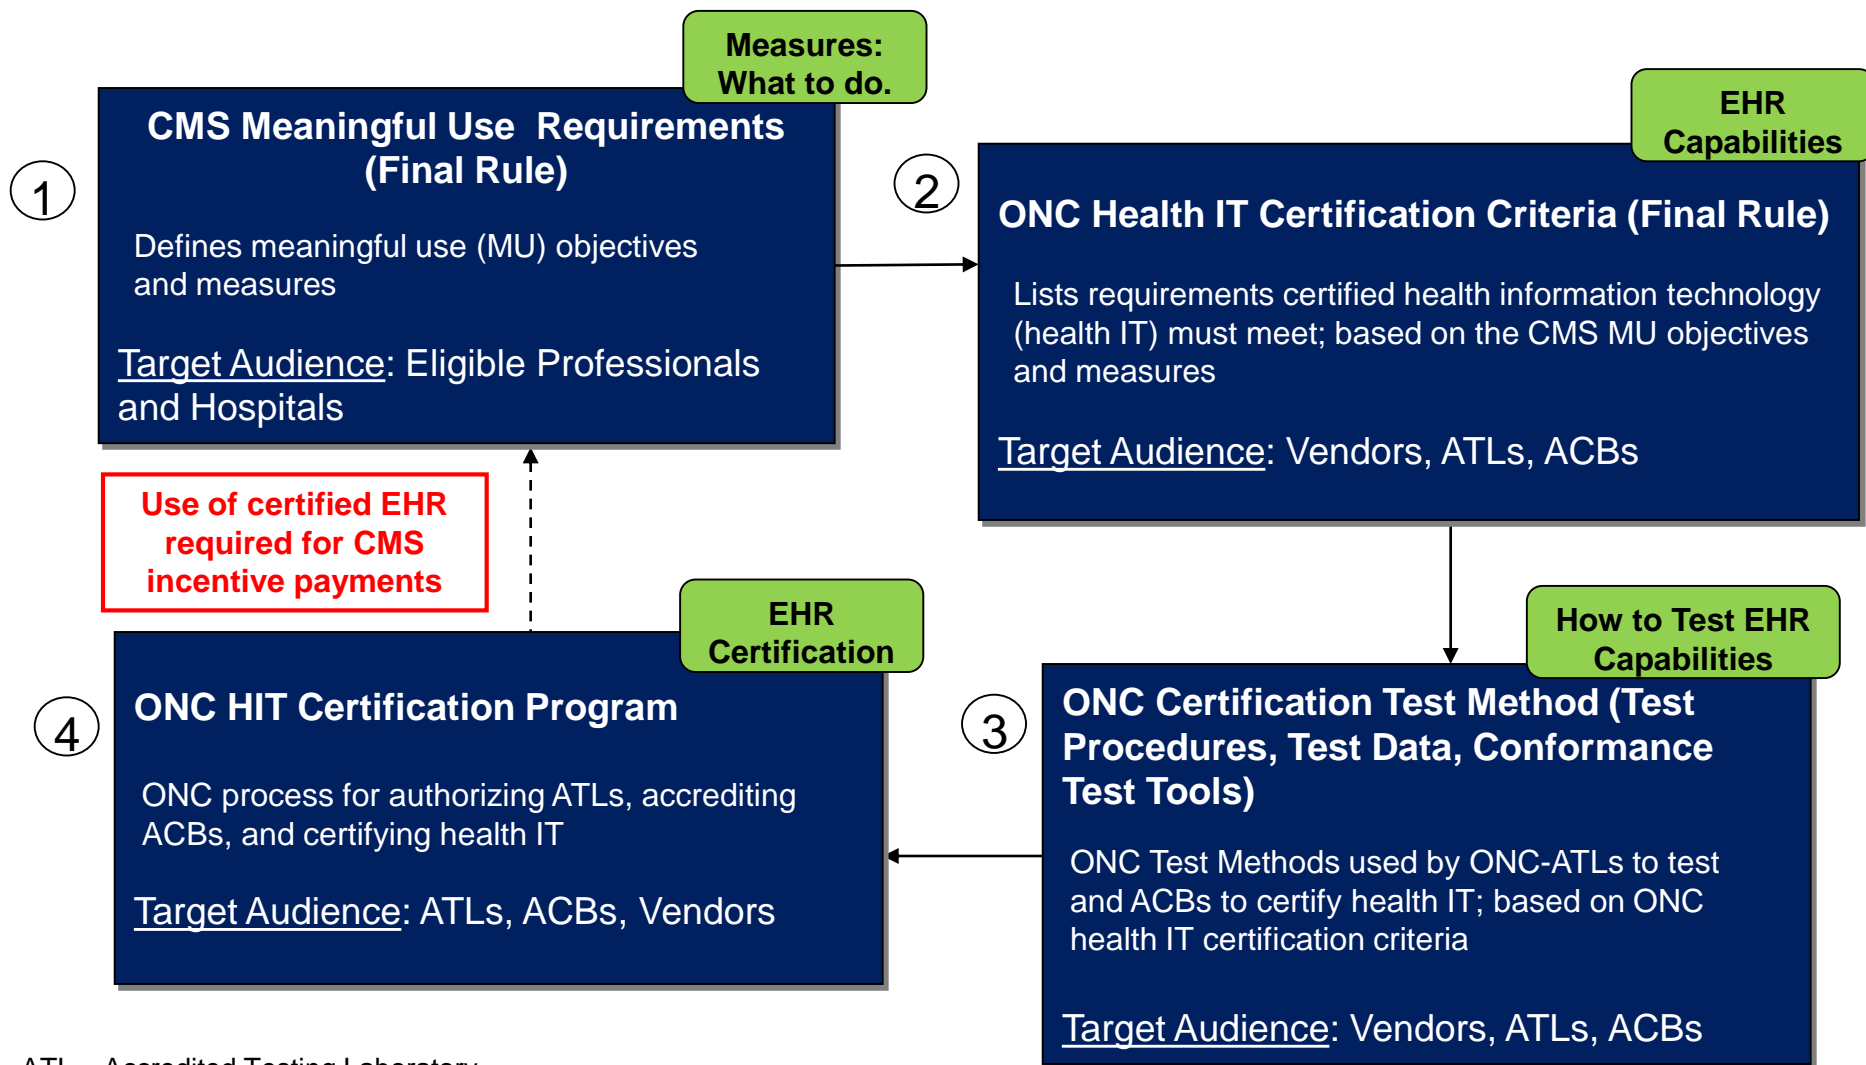 Measures:
What to do.
1
CMS Meaningful Use Requirements
(Final Rule)
Defines meaningful use (MU) objectives
and measures
Target Audience: Eligible Professionals
and Hospitals
EHR
Capabilities
2
ONC Health IT Certification Criteria (Final Rule)
Lists requirements certified health information technology
(health IT) must meet; based on the CMS MU objectives
and measures
Target Audience: Vendors, ATLs, ACBs
Use of certified EHR
required for CMS
incentive payments
EHR
Certification
4
ONC HIT Certification Program
ONC process for authorizing ATLs, accrediting
ACBs, and certifying health IT
Target Audience: ATLs, ACBs, Vendors
How to Test EHR
Capabilities
3
ONC Certification Test Method (Test
Procedures, Test Data, Conformance
Test Tools)
ONC Test Methods used by ONC-ATLs to test
and ACBs to certify health IT; based on ONC
health IT certification criteria
Target Audience: Vendors, ATLs, ACBs
Accredited Testing Laboratory